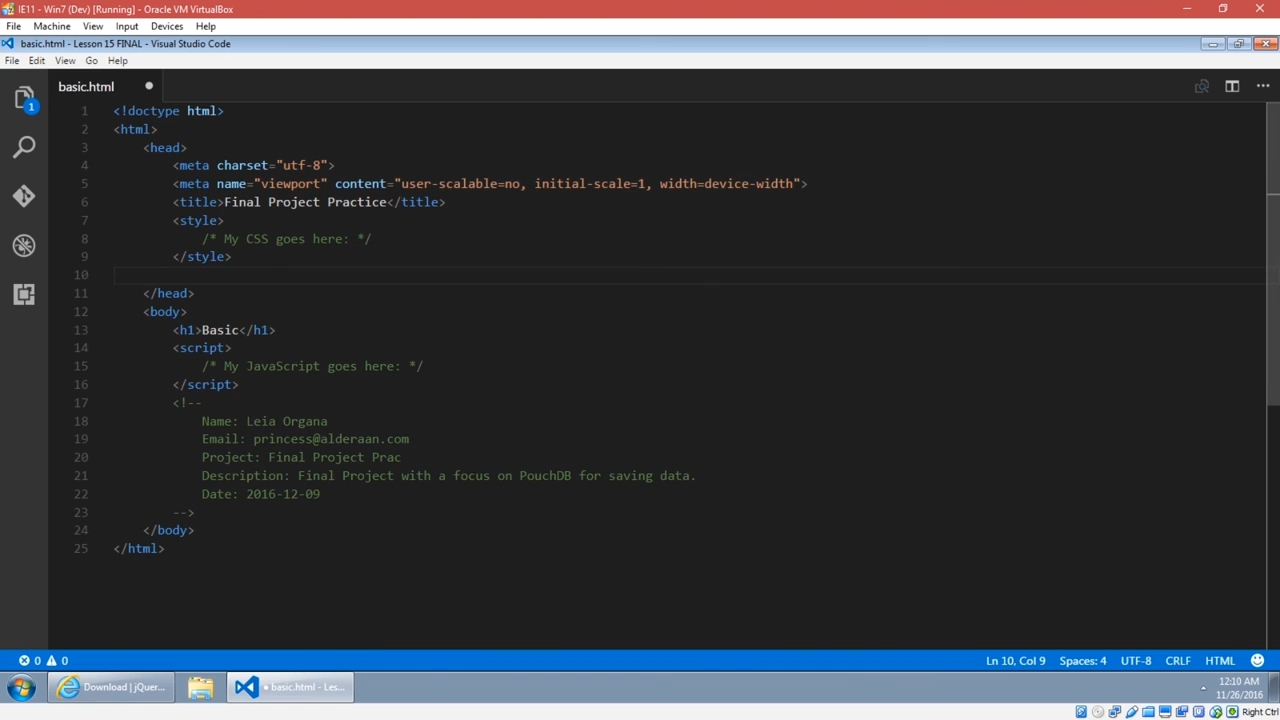 IE11 - Win7 (Dev) [Running] - Oracle VM VirtualBox
File Machine View Input Devices Help
basic.html - Lesson 15 FINAL - Visual Studio Code
File Edit View Go Help
basic.html
1 <!doctype html>
2 <html>
3 <head>
4 <meta charset="utf-8">
5 <meta name="viewport" content="user-scalable=no, initial-scale=1, width=device-width">
6 <title>Final Project Practice</title>
7 <style>
8 /* My CSS goes here: */
9 </style>
10
11 </head>
12 <body>
13 <h1>Basic</h1>
14 <script>
15 /* My JavaScript goes here: */
16 </script>
17 <!--
18 Name: Leia Organa
19 Email: princess@alderaan.com
20 Project: Final Project Prac
21 Description: Final Project with a focus on PouchDB for saving data.
22 Date: 2016-12-09
23 -->
24 </body>
25 </html>
1
0 0 Ln 10, Col 9 Spaces: 4 UTF-8 CRLF HTML
Download | jQuer... • basic.html - Les... 12:10 AM
11/26/2016
Right Ctrl